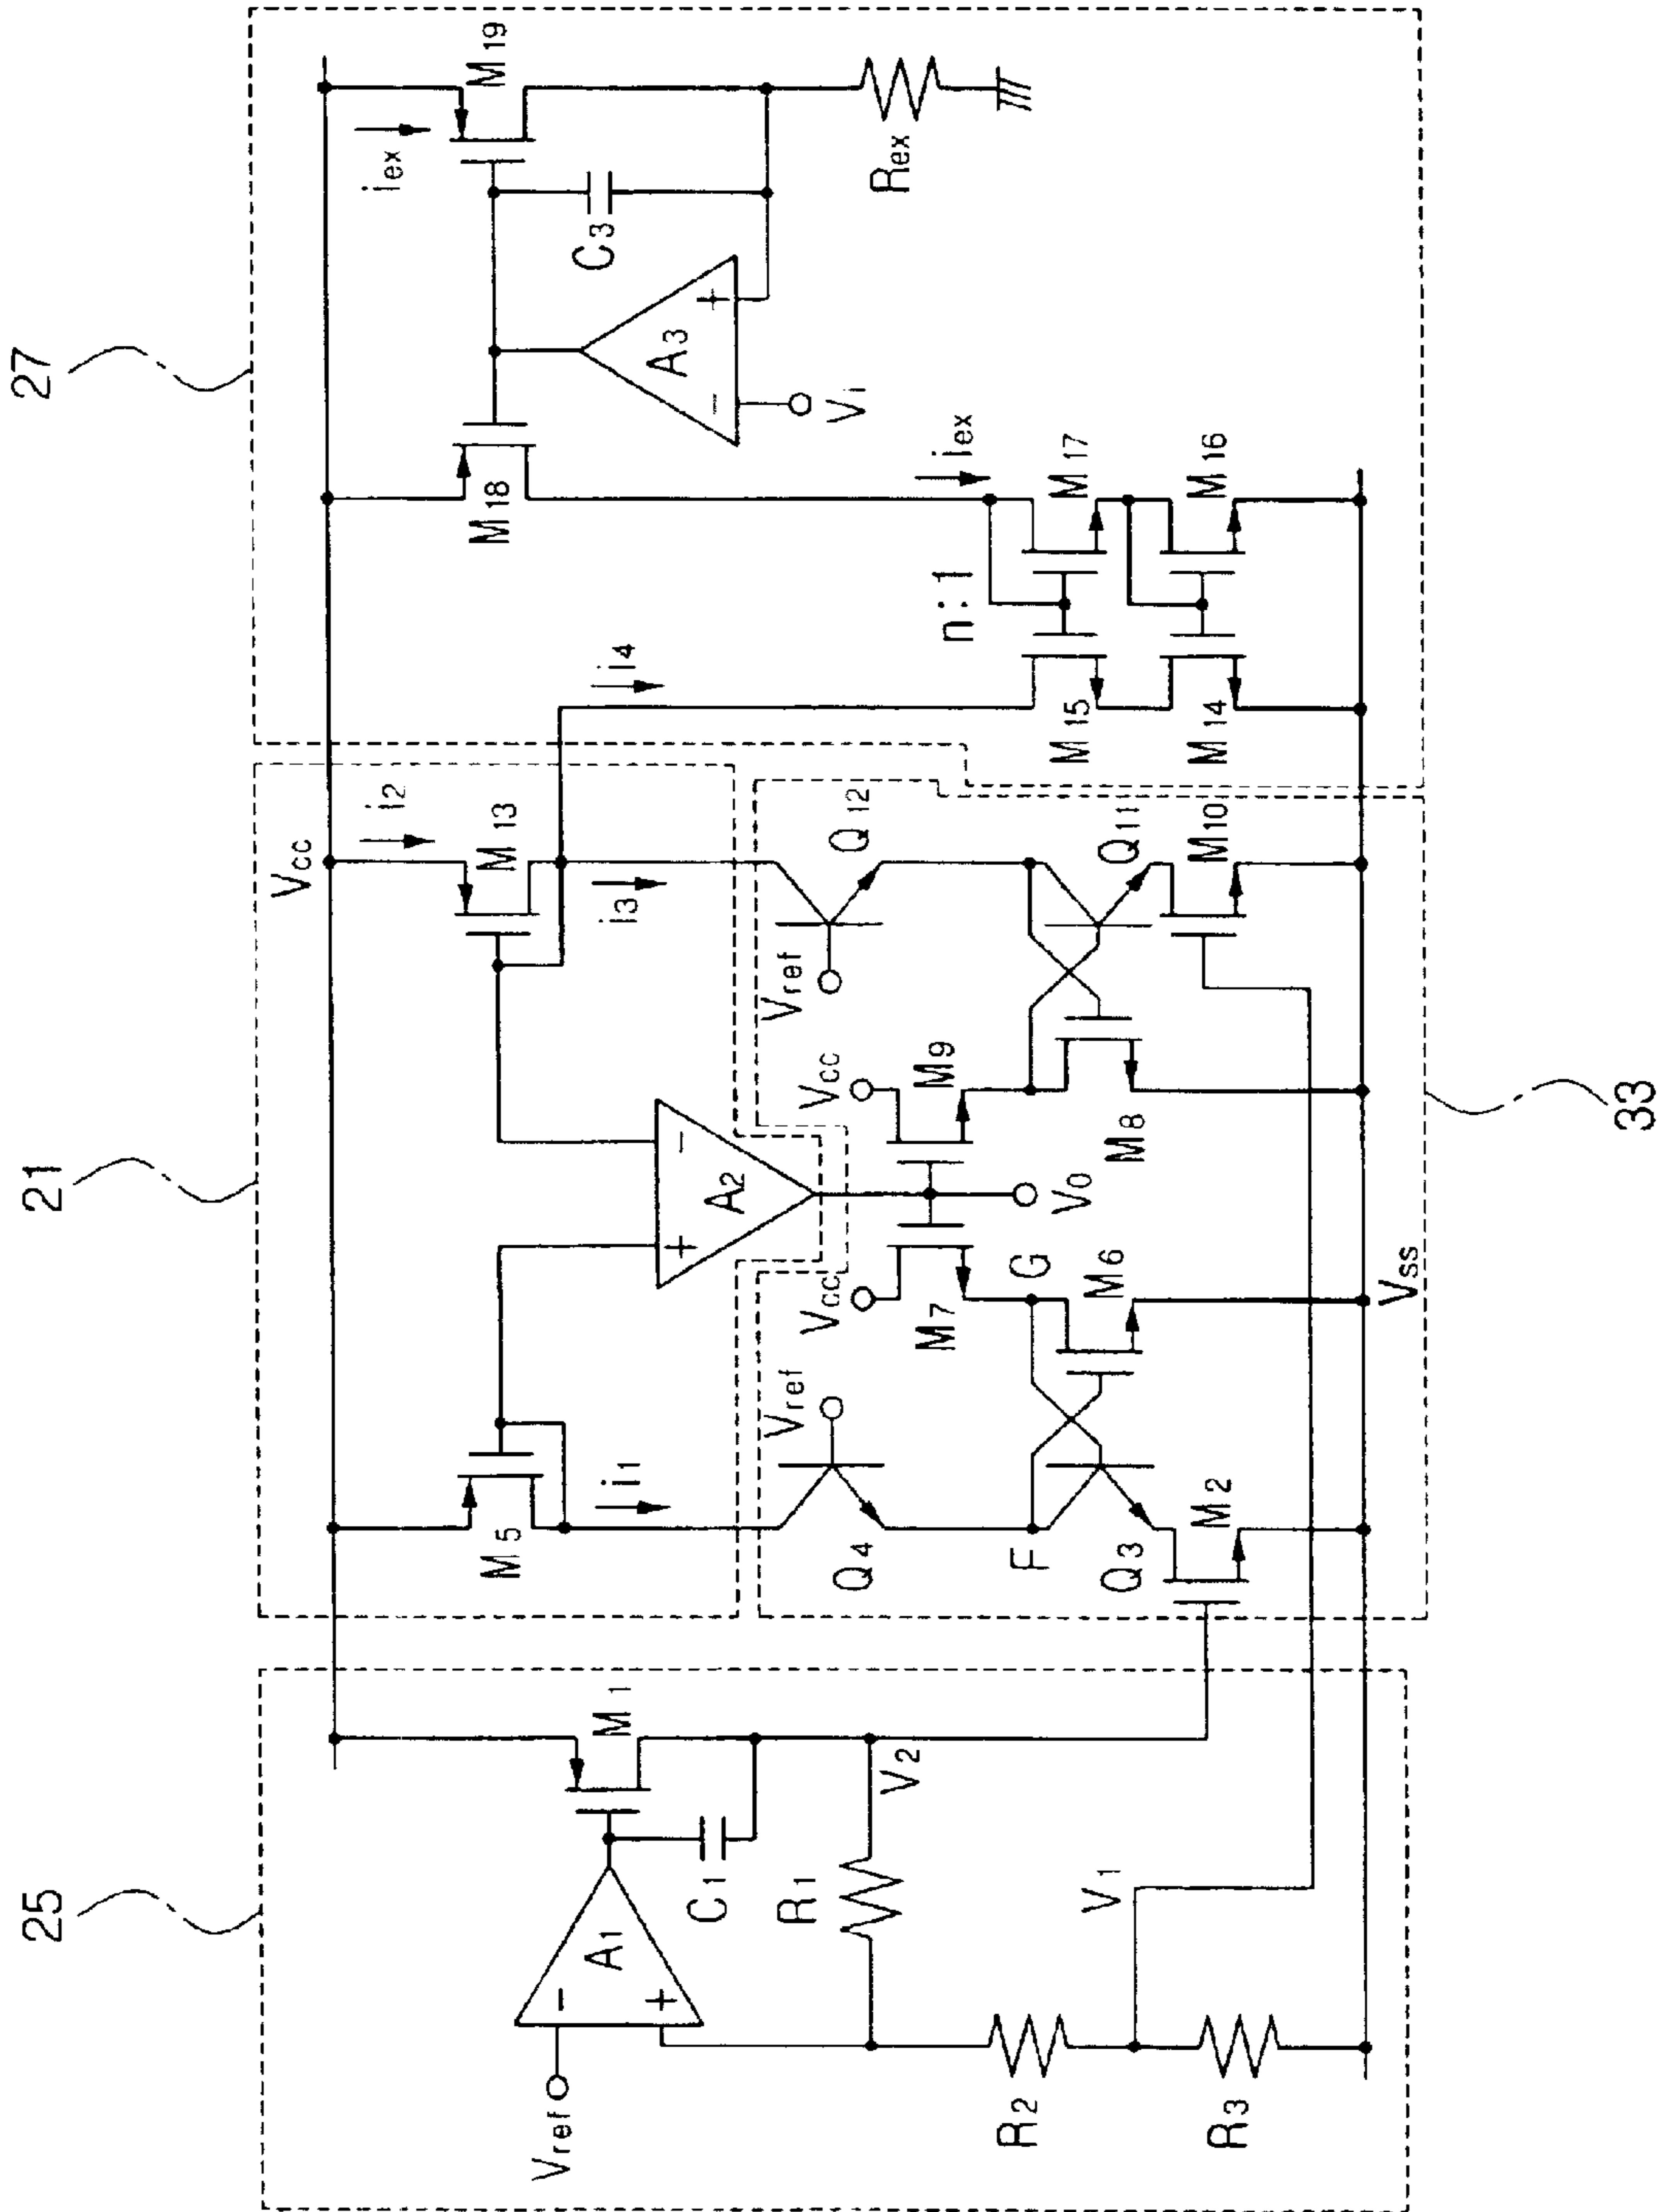 27
M19
iex
Rex
C3
A3
+
−
Vi
M18
iex
M17
M16
n:1
i4
M15
M14
21
Vcc
i2
M13
i3
Q12
Vref
Q11
M10
Vcc
M9
M8
A2
−
+
V0
Vcc
M7
G
M6
Vss
M5
i1
Vref
Q4
F
Q3
M2
33
25
M1
C1
A1
−
+
R1
V2
V1
Vref
R2
R3